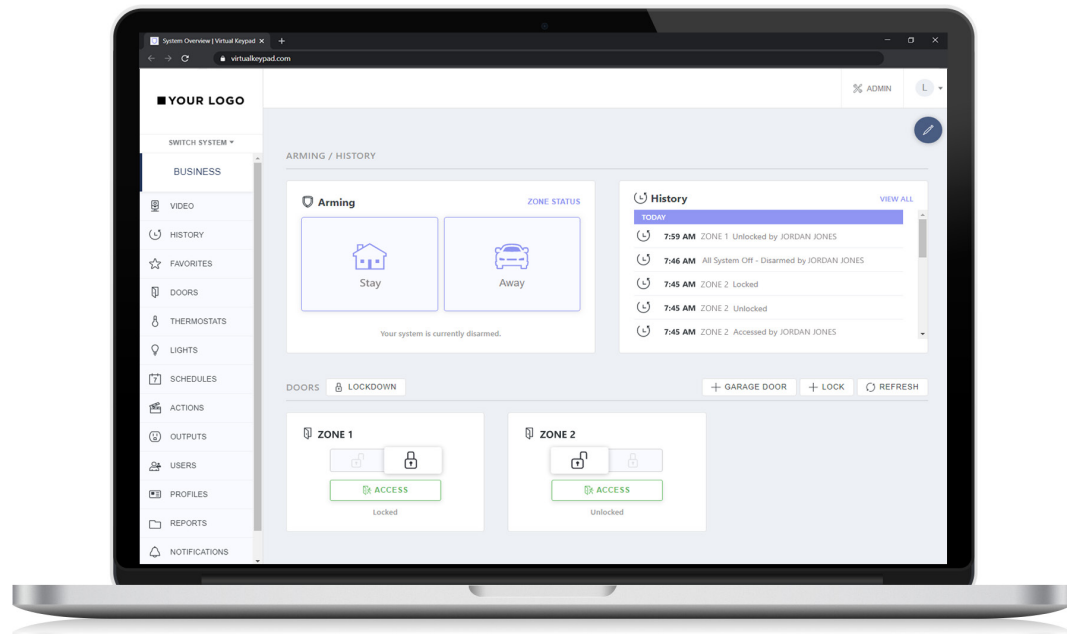 System Overview | Virtual Keypad
virtualkeypad.com
YOUR LOGO
ADMIN
L
SWITCH SYSTEM
BUSINESS
VIDEO
HISTORY
FAVORITES
DOORS
THERMOSTATS
LIGHTS
7
SCHEDULES
ACTIONS
OUTPUTS
USERS
PROFILES
REPORTS
NOTIFICATIONS
ARMING / HISTORY
Arming
ZONE STATUS
Stay
Away
Your system is currently disarmed.
History
VIEW ALL
TODAY
7:59 AM ZONE 1 Unlocked by JORDAN JONES
7:46 AM All System Off - Disarmed by JORDAN JONES
7:45 AM ZONE 2 Locked
7:45 AM ZONE 2 Unlocked
7:45 AM ZONE 2 Accessed by JORDAN JONES
DOORS
LOCKDOWN
GARAGE DOOR
LOCK
REFRESH
ZONE 1
ACCESS
Locked
ZONE 2
ACCESS
Unlocked